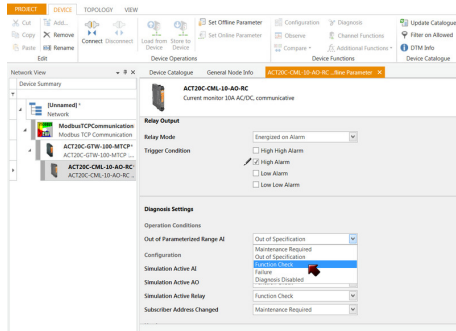 PROJECT DEVICE TOPOLOGY VIEW
Cut Add... Set Offline Parameter Configuration Diagnosis Update Catalogue
Copy Remove Set Online Parameter Observe Channel Functions Filter on Allowed
Paste Rename Connect Disconnect Load from Device Store to Device Compare Additional Functions DTM Info
Edit Device Operations Device Functions Device Catalogue
Network View Device Catalogue General Node Info ACT20C-CML-10-AO-RC ...ffline Parameter
Device Summary
ACT20C-CML-10-AO-RC
Current monitor 10A AC/DC, communicative
[Unnamed] *
Network
ModbusTCPCommunication
Modbus TCP Communication
ACT20C-GTW-100-MTCP*
ACT20C-GTW-100-MTCP ....
ACT20C-CML-10-AO-RC*
ACT20C-CML-10-AO-RC ...
Relay Output
Relay Mode Energized on Alarm
Trigger Condition High High Alarm
High Alarm
Low Alarm
Low Low Alarm
Diagnosis Settings
Operation Conditions
Out of Parameterized Range AI Out of Specification
Maintenance Required
Configuration Out of Specification
Function Check
Simulation Active AI Failure
Diagnosis Disabled
Simulation Active AO
Simulation Active Relay Function Check
Subscriber Address Changed Maintenance Required